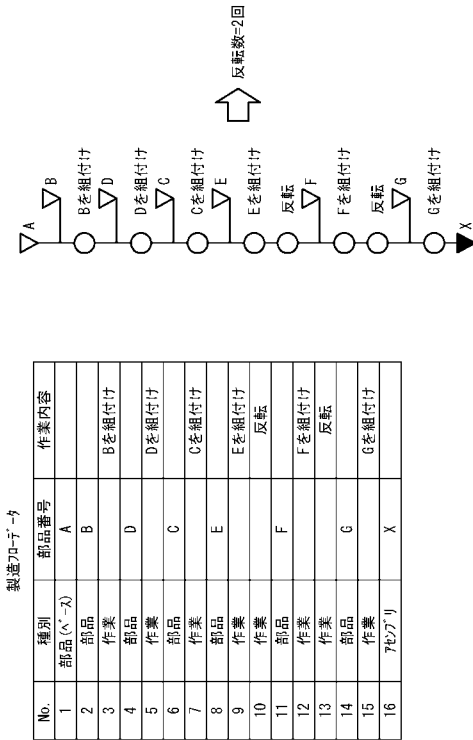 製造フローデータ
No. 種別 部品番号 作業内容
1 部品(ベース) A
2 部品 B
3 作業 Bを組付け
4 部品 D
5 作業 Dを組付け
6 部品 C
7 作業 Cを組付け
8 部品 E
9 作業 Eを組付け
10 作業 反転
11 部品 F
12 作業 Fを組付け
13 作業 反転
14 部品 G
15 作業 Gを組付け
16 アセンブリ X
A
B
Bを組付け
D
Dを組付け
C
Cを組付け
E
Eを組付け
反転
F
Fを組付け
反転
G
Gを組付け
X
反転数=2回